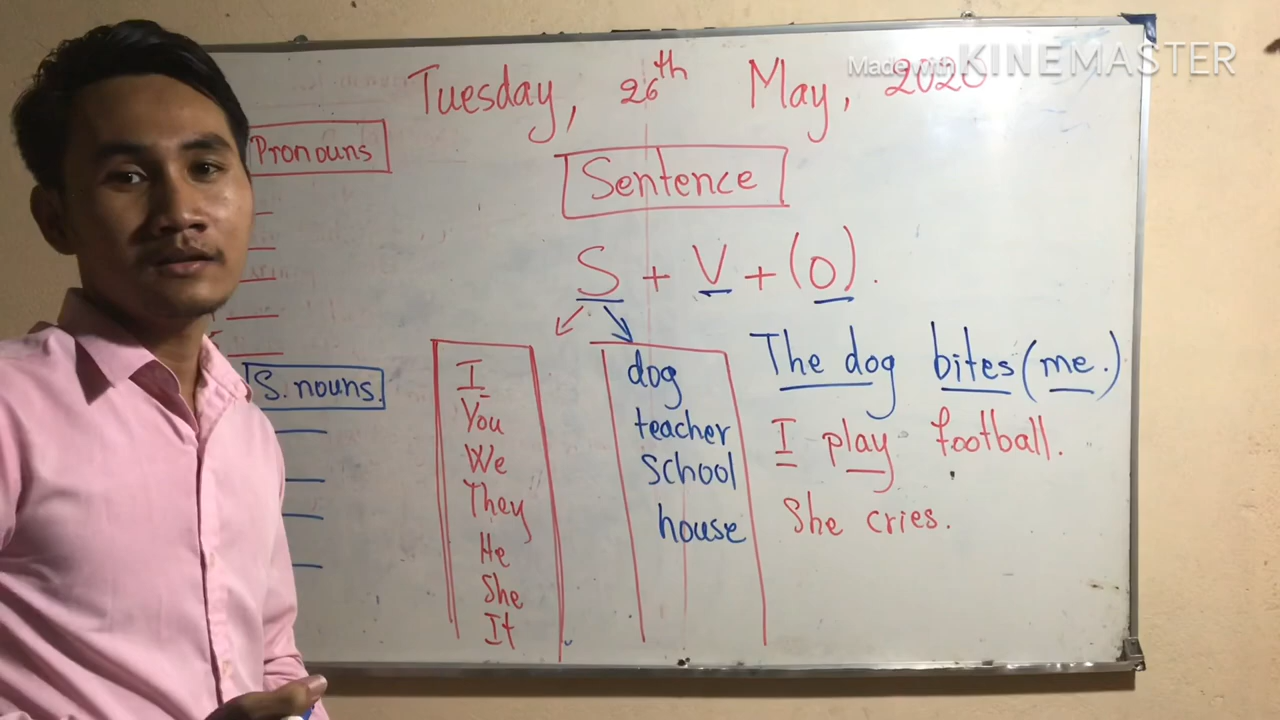 Made with KINEMASTER
Tuesday, 26th May, 2020
Pronouns
Sentence
S + V + (O).
S. nouns.
I
You
We
They
He
She
It
dog
teacher
school
house
The dog bites (me.)
I play football.
She cries.